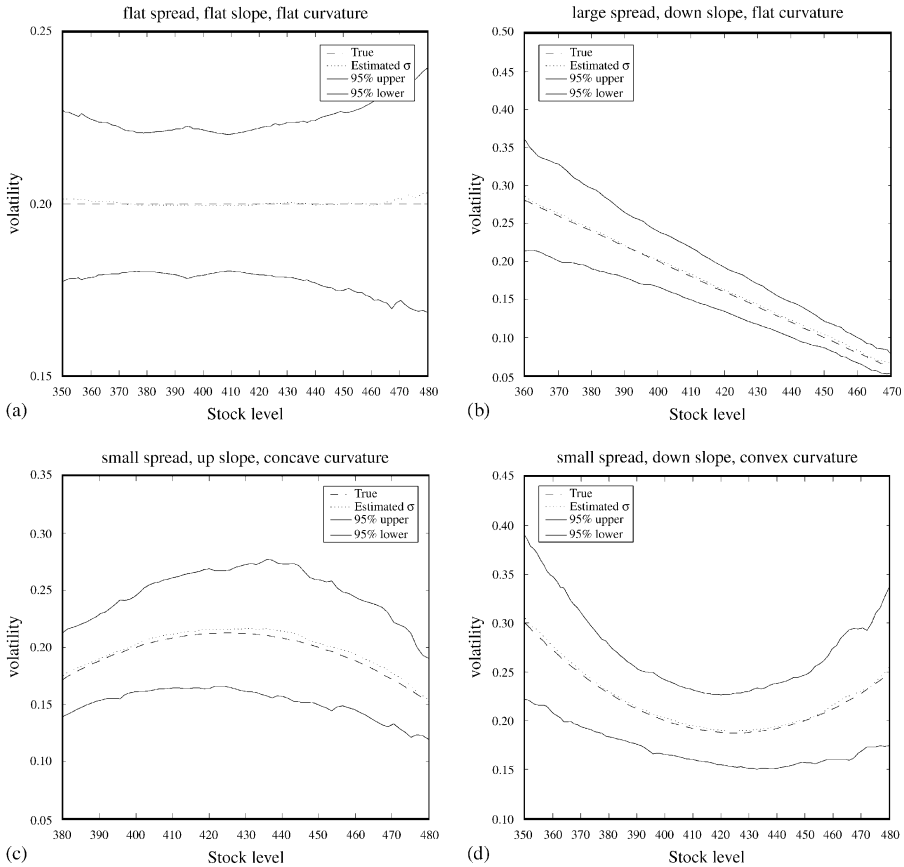 flat spread, flat slope, flat curvature
0.25
True
Estimated σ
95% upper
95% lower
volatility
0.20
0.15
350 360 370 380 390 400 410 420 430 440 450 460 470 480
(a)
Stock level
large spread, down slope, flat curvature
0.50
True
Estimated σ
95% upper
95% lower
0.45
0.40
0.35
0.30
volatility
0.25
0.20
0.15
0.10
0.05
360 370 380 390 400 410 420 430 440 450 460 470
(b)
Stock level
small spread, up slope, concave curvature
0.35
True
Estimated σ
95% upper
95% lower
0.30
0.25
volatility
0.20
0.15
0.10
0.05
380 390 400 410 420 430 440 450 460 470 480
(c)
Stock level
small spread, down slope, convex curvature
0.45
True
Estimated σ
95% upper
95% lower
0.40
0.35
0.30
volatility
0.25
0.20
0.15
0.10
350 360 370 380 390 400 410 420 430 440 450 460 470 480
(d)
Stock level